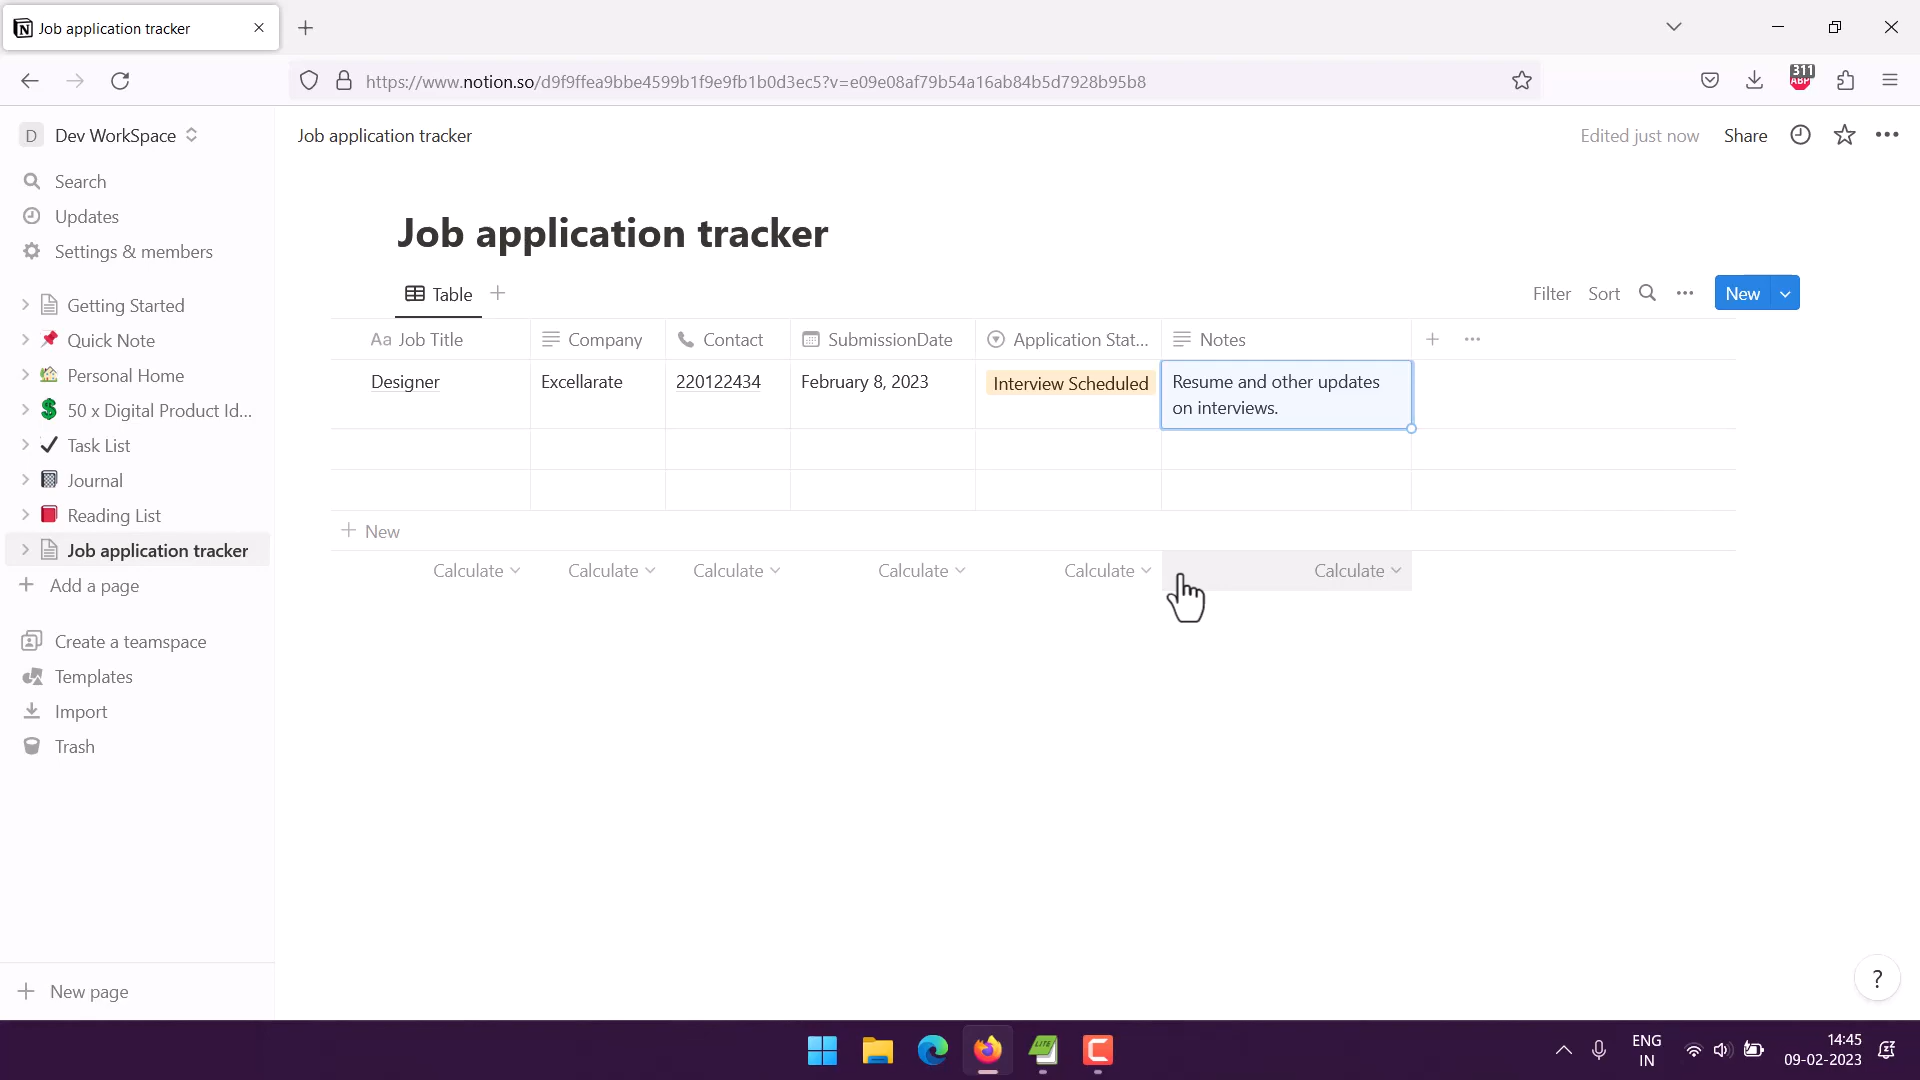 Job application tracker
https://www.notion.so/d9f9ffea9bbe4599b1f9e9fb1b0d3ec5?v=e09e08af79b54a16ab84b5d7928b95b8
311
ABP
D Dev WorkSpace
Job application tracker
Edited just now
Share
Search
Updates
Settings & members
Getting Started
Quick Note
Personal Home
50 x Digital Product Id...
Task List
Journal
Reading List
Job application tracker
Add a page
Create a teamspace
Templates
Import
Trash
New page
Job application tracker
Table
Filter Sort New
Aa Job Title Company Contact SubmissionDate Application Stat... Notes
Designer Excellarate 220122434 February 8, 2023 Interview Scheduled Resume and other updates
on interviews.
New
Calculate Calculate Calculate Calculate Calculate Calculate
?
LITE
ENG
IN
14:45
09-02-2023